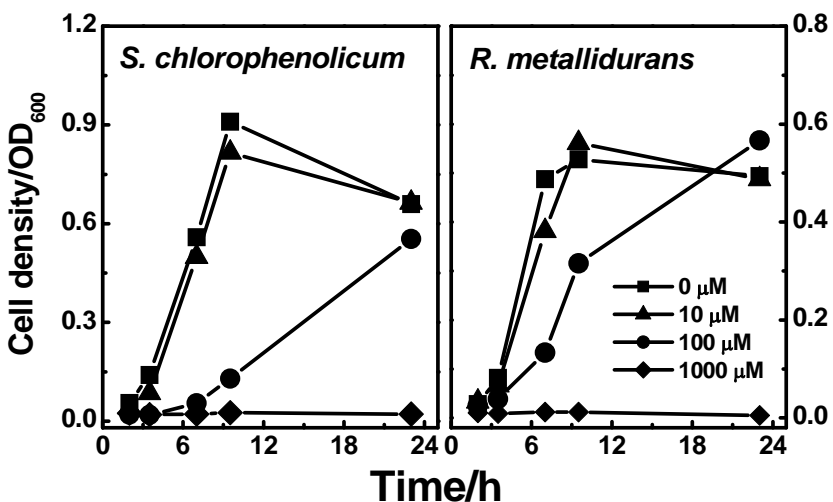 S. chlorophenolicum
R. metallidurans
Cell density/OD600
1.2
0.9
0.6
0.3
0.0
0.8
0.6
0.4
0.2
0.0
0 μM
10 μM
100 μM
1000 μM
0 6 12 18 24
0 6 12 18 24
Time/h